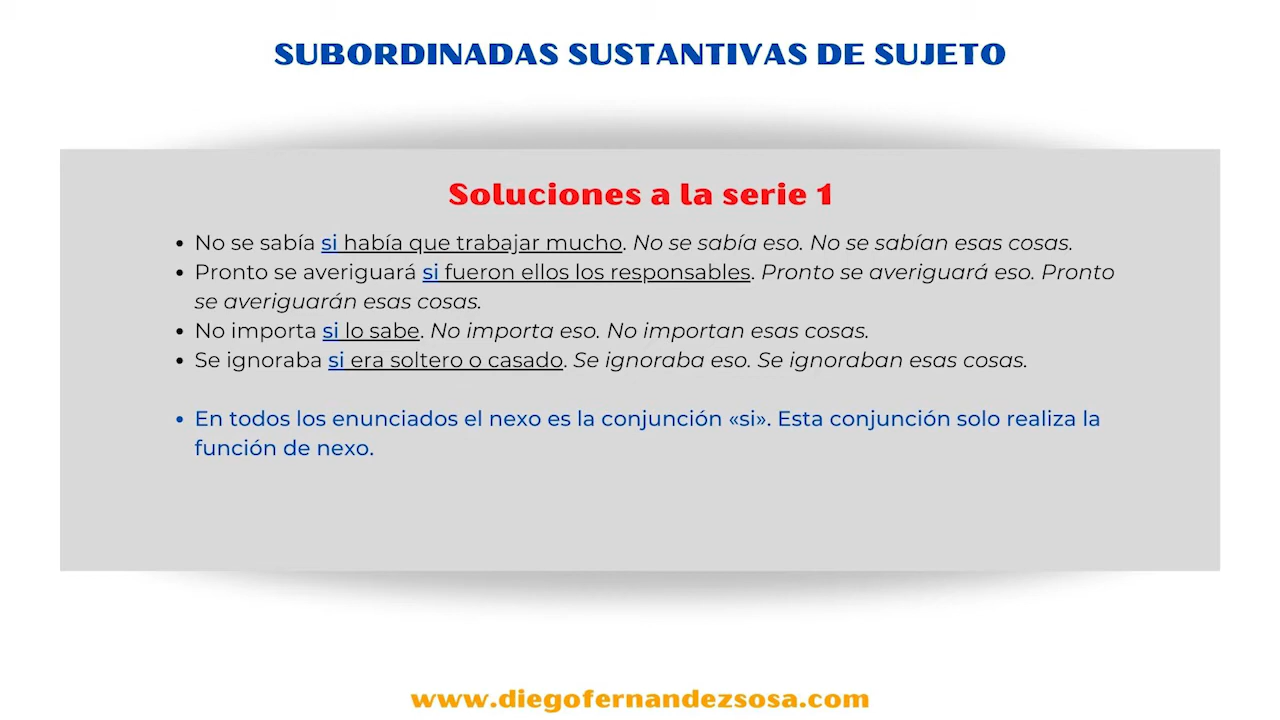 SUBORDINADAS SUSTANTIVAS DE SUJETO
Soluciones a la serie 1
• No se sabía si había que trabajar mucho. No se sabía eso. No se sabían esas cosas.
• Pronto se averiguará si fueron ellos los responsables. Pronto se averiguará eso. Pronto
se averiguarán esas cosas.
• No importa si lo sabe. No importa eso. No importan esas cosas.
• Se ignoraba si era soltero o casado. Se ignoraba eso. Se ignoraban esas cosas.
• En todos los enunciados el nexo es la conjunción «si». Esta conjunción solo realiza la
función de nexo.
www.diegofernandezsosa.com